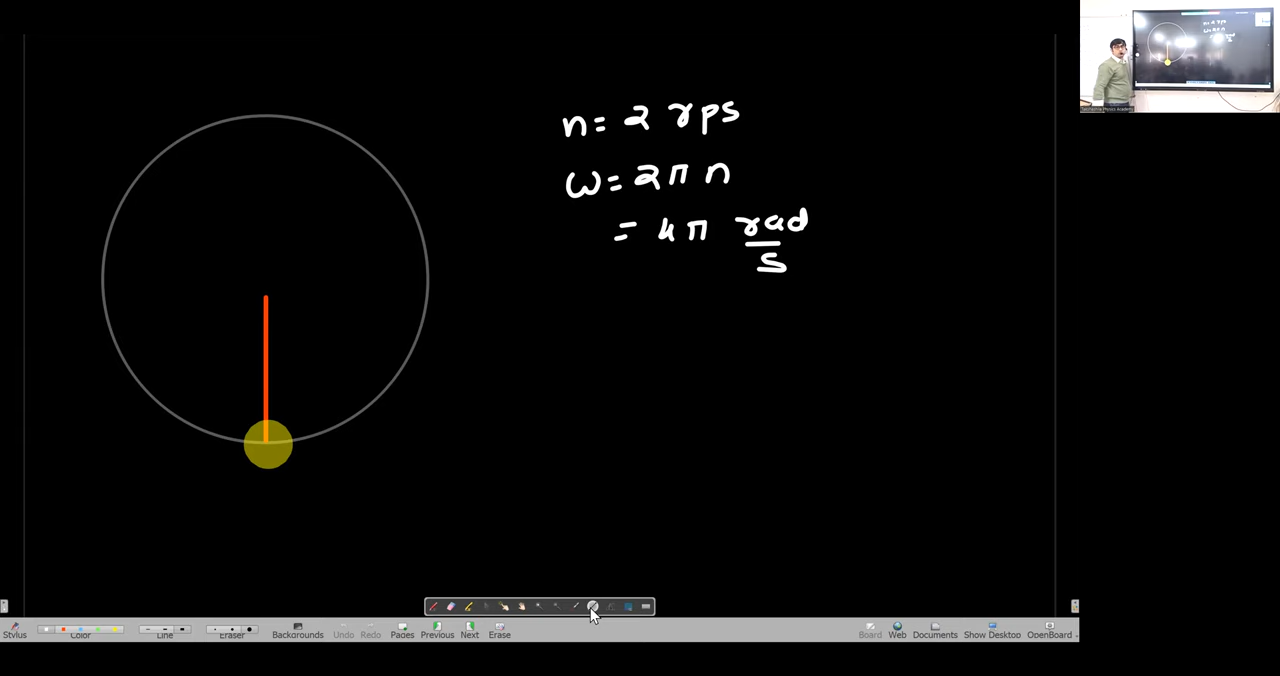 n = 2 rps
ω = 2π n
= 4π rad/s
Stylus
Color
Line
Eraser
Backgrounds
Undo
Redo
Pages
Previous
Next
Erase
Board
Web
Documents
Show Desktop
OpenBoard